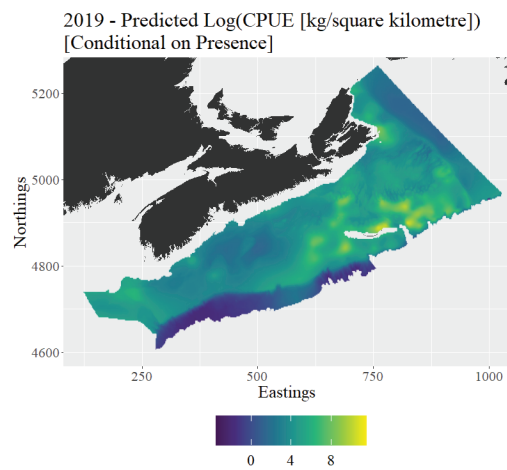 2019 - Predicted Log(CPUE [kg/square kilometre])
[Conditional on Presence]
Northings
5200
5000
4800
4600
250
500
750
1000
Eastings
0
4
8